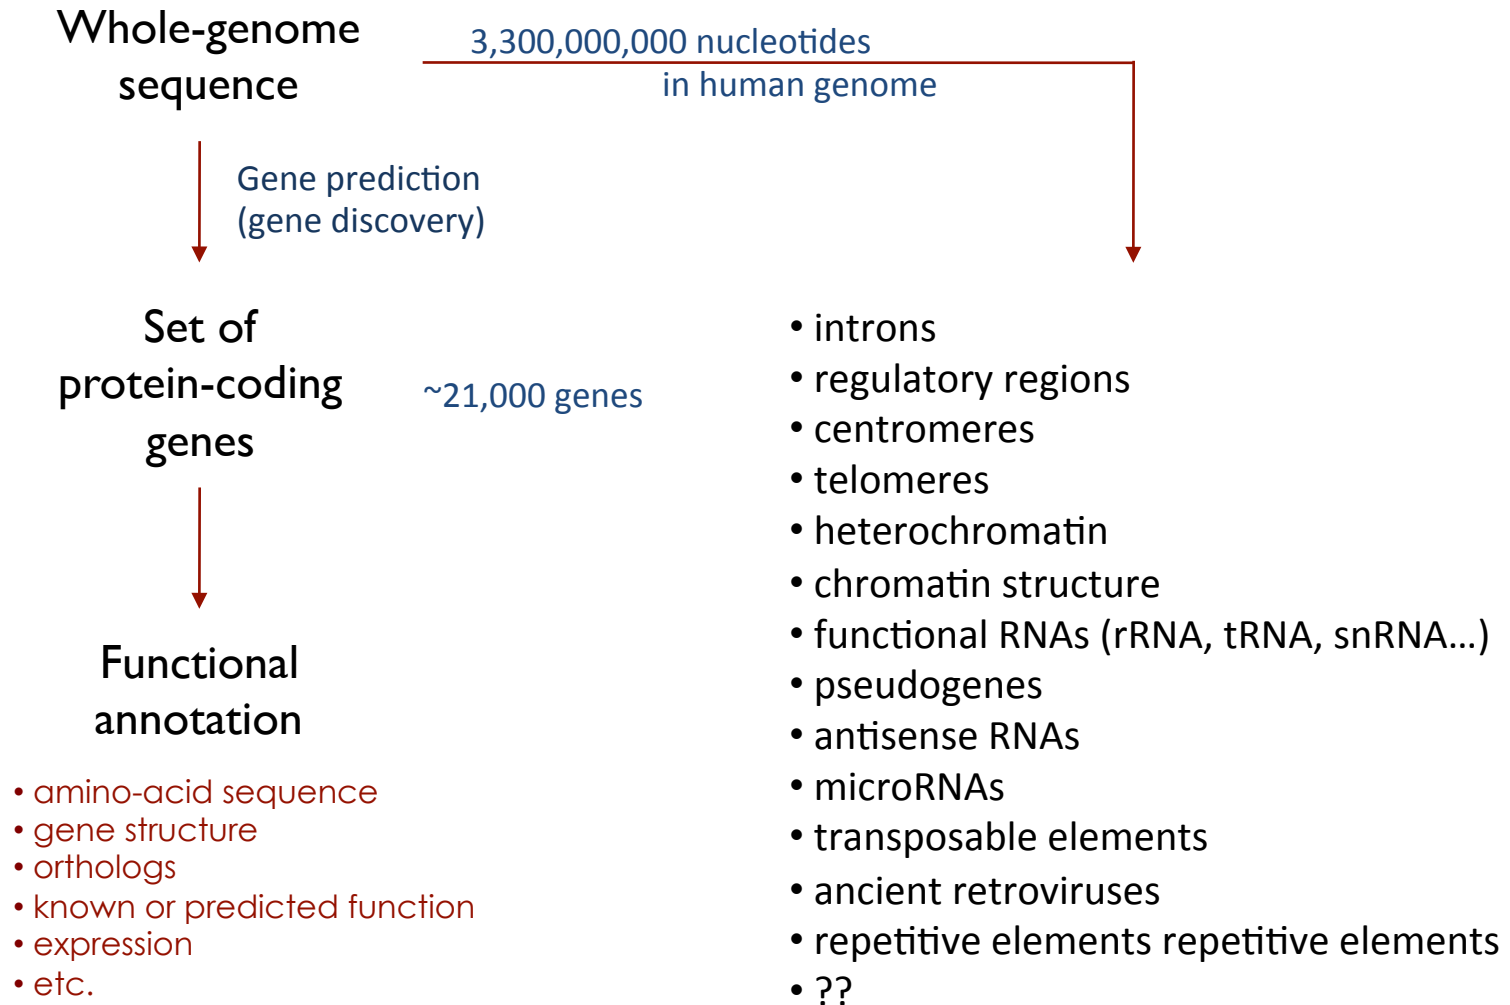 Whole-genome
sequence
3,300,000,000 nucleotides
in human genome
Gene prediction
(gene discovery)
Set of
protein-coding
genes
~21,000 genes
Functional
annotation
• amino-acid sequence
• gene structure
• orthologs
• known or predicted function
• expression
• etc.
• introns
• regulatory regions
• centromeres
• telomeres
• heterochromatin
• chromatin structure
• functional RNAs (rRNA, tRNA, snRNA…)
• pseudogenes
• antisense RNAs
• microRNAs
• transposable elements
• ancient retroviruses
• repetitive elements repetitive elements
• ??